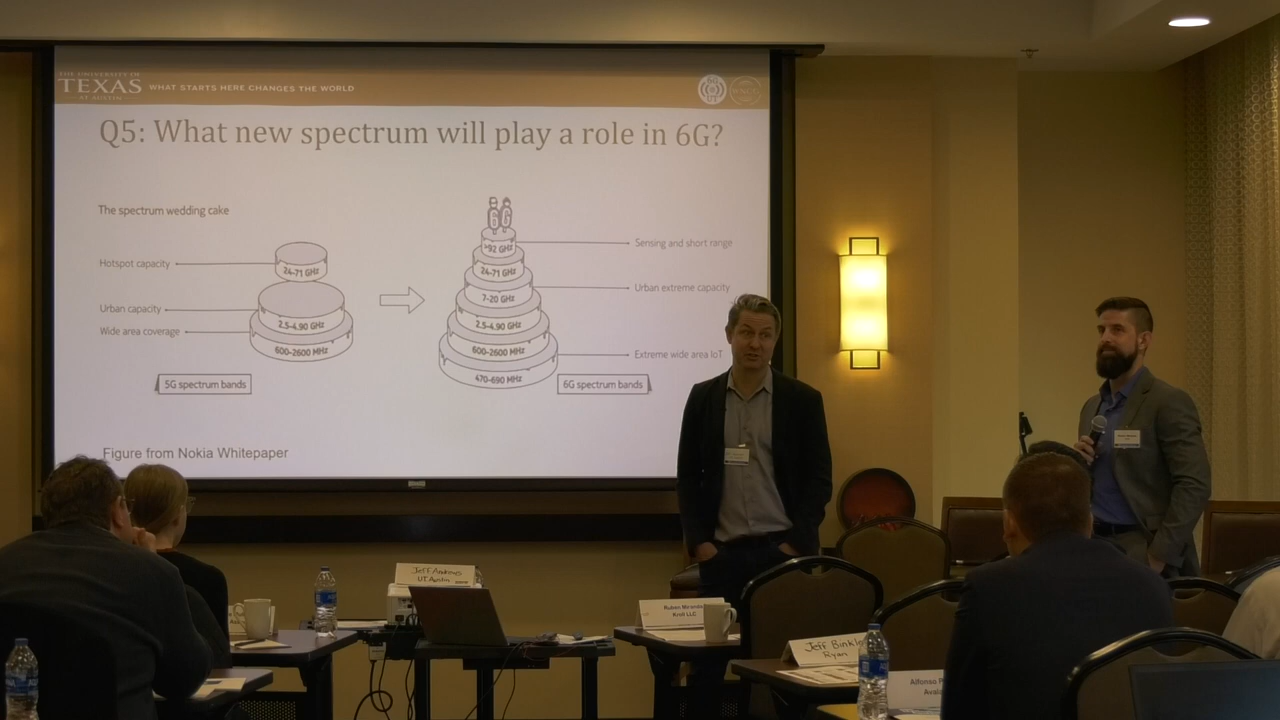 THE UNIVERSITY OF
TEXAS
AT AUSTIN
WHAT STARTS HERE CHANGES THE WORLD
Q5: What new spectrum will play a role in 6G?
The spectrum wedding cake
Hotspot capacity
24-71 GHz
Urban capacity
2.5-4.90 GHz
Wide area coverage
600-2600 MHz
5G spectrum bands
6G
>92 GHz
Sensing and short range
24-71 GHz
7-20 GHz
Urban extreme capacity
2.5-4.90 GHz
600-2600 MHz
Extreme wide area IoT
470-690 MHz
6G spectrum bands
Figure from Nokia Whitepaper
Jeff Andrews
UT Austin
Ruben Miranda
Kroll LLC
Jeff Binkle
Ryan
Alfonso